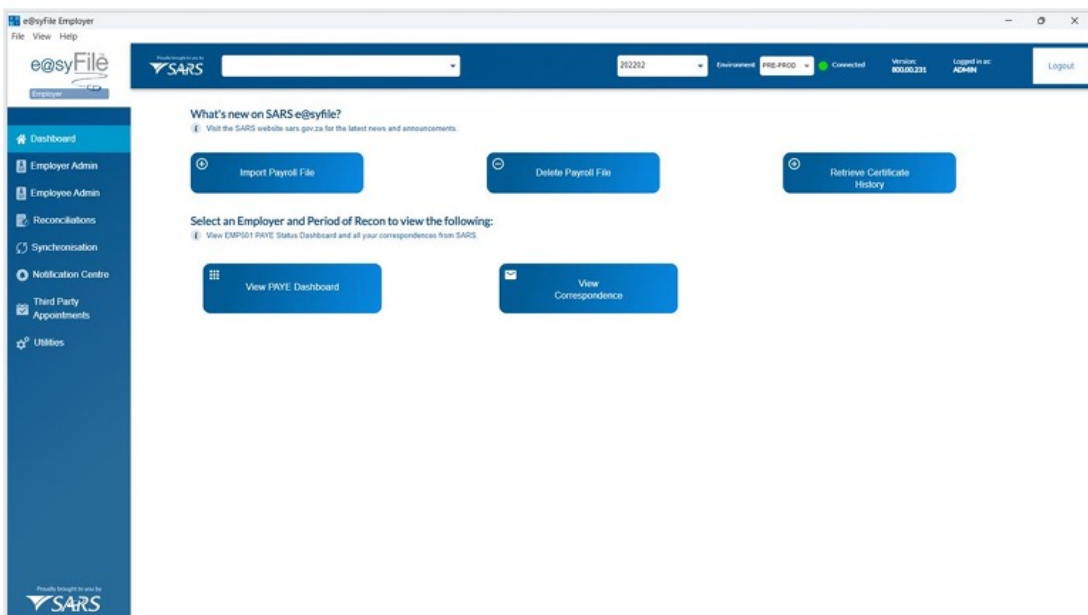 e@syFile Employer
File View Help
e@syFile
Employer
Proudly brought to you by
SARS
202202
Environment PRE-PROD
Connected
Version:
800.00.231
Logged in as:
ADMIN
Logout
Dashboard
Employer Admin
Employee Admin
Reconciliations
Synchronisation
Notification Centre
Third Party
Appointments
Utilities
Proudly brought to you by
SARS
What's new on SARS e@syfile?
Visit the SARS website sars.gov.za for the latest news and announcements.
Import Payroll File
Delete Payroll File
Retrieve Certificate
History
Select an Employer and Period of Recon to view the following:
View EMP501 PAYE Status Dashboard and all your correspondences from SARS.
View PAYE Dashboard
View
Correspondence